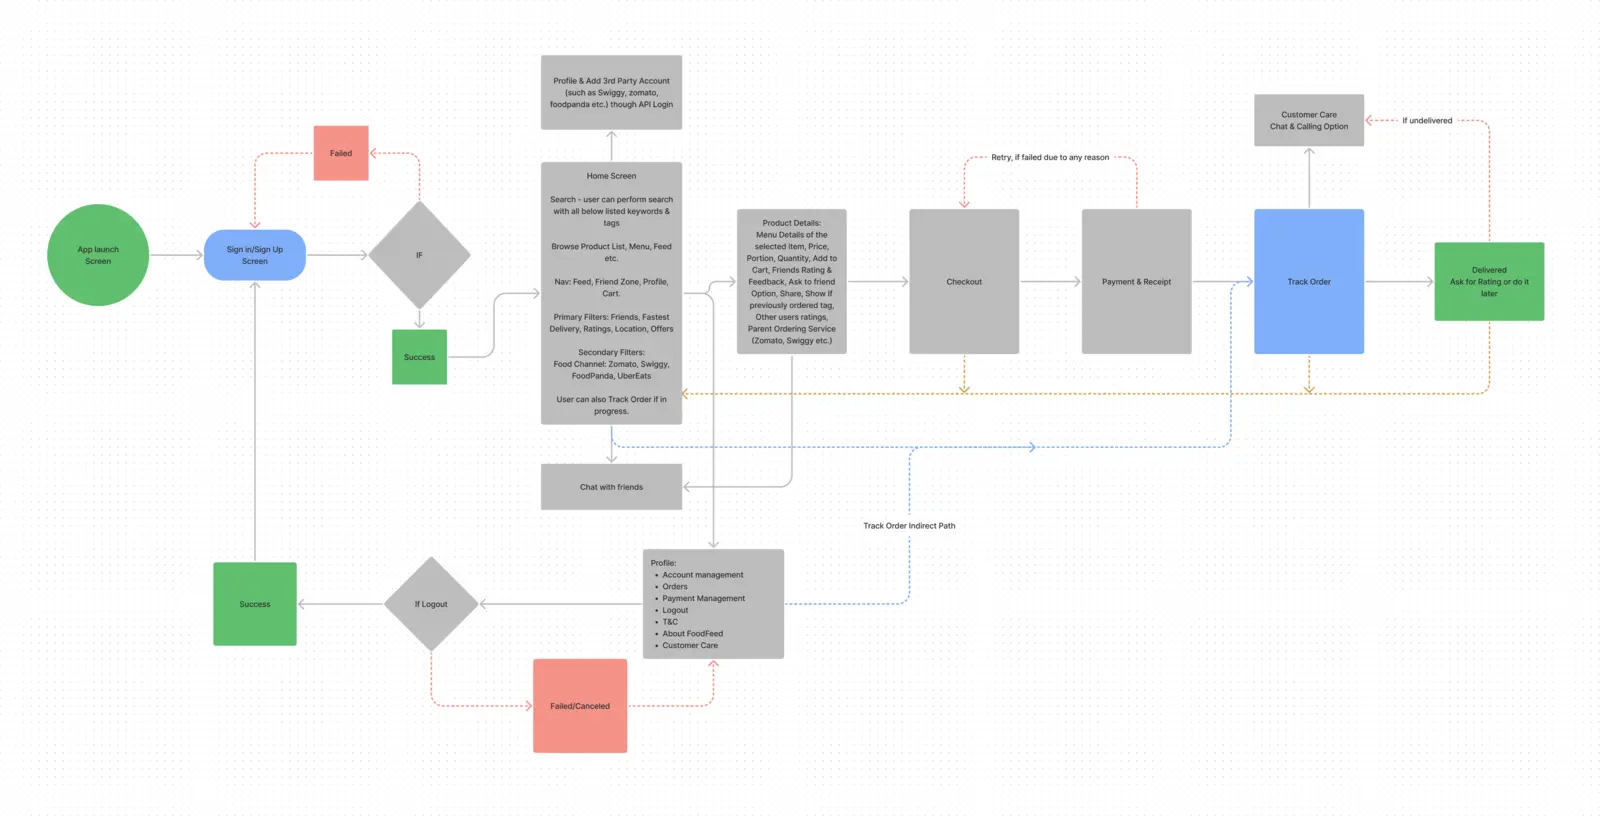 Profile & Add 3rd Party Account
(such as Swiggy, zomato,
foodpanda etc.) though API Login
Customer Care
Chat & Calling Option
If undelivered
Failed
Retry, if failed due to any reason
App launch
Screen
Sign in/Sign Up
Screen
IF
Success
Home Screen
Search - user can perform search
with all below listed keywords &
tags
Browse Product List, Menu, Feed
etc.
Nav: Feed, Friend Zone, Profile,
Cart.
Primary Filters: Friends, Fastest
Delivery, Ratings, Location, Offers
Secondary Filters:
Food Channel: Zomato, Swiggy,
FoodPanda, UberEats
User can also Track Order if in
progress.
Product Details:
Menu Details of the
selected item, Price,
Portion, Quantity, Add to
Cart, Friends Rating &
Feedback, Ask to friend
Option, Share, Show if
previously ordered tag,
Other users ratings,
Parent Ordering Service
(Zomato, Swiggy etc.)
Checkout
Payment & Receipt
Track Order
Delivered
Ask for Rating or do it
later
Chat with friends
Track Order Indirect Path
Success
If Logout
Profile:
• Account management
• Orders
• Payment Management
• Logout
• T&C
• About FoodFeed
• Customer Care
Failed/Canceled